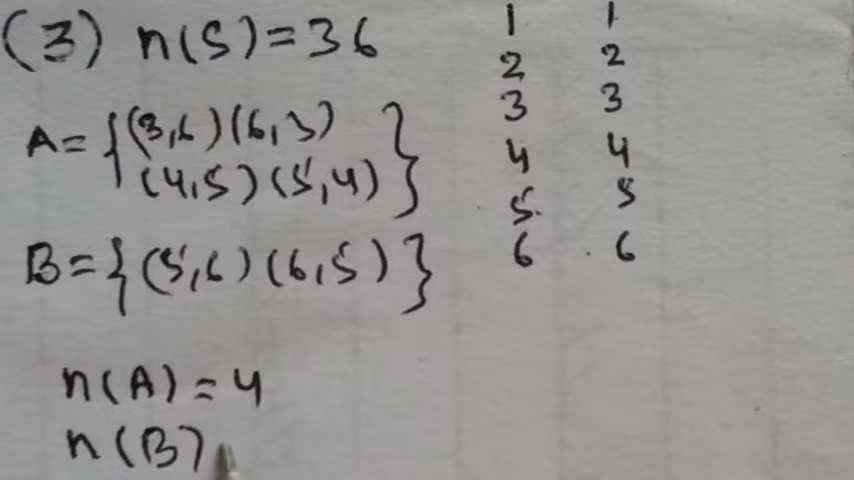 (3) n(S)=36
A={(3,6)(6,3)
(4,5)(5,4)}
B={(5,6)(6,5)}
n(A)=4
n(B)
1 1
2 2
3 3
4 4
5 5
6 6